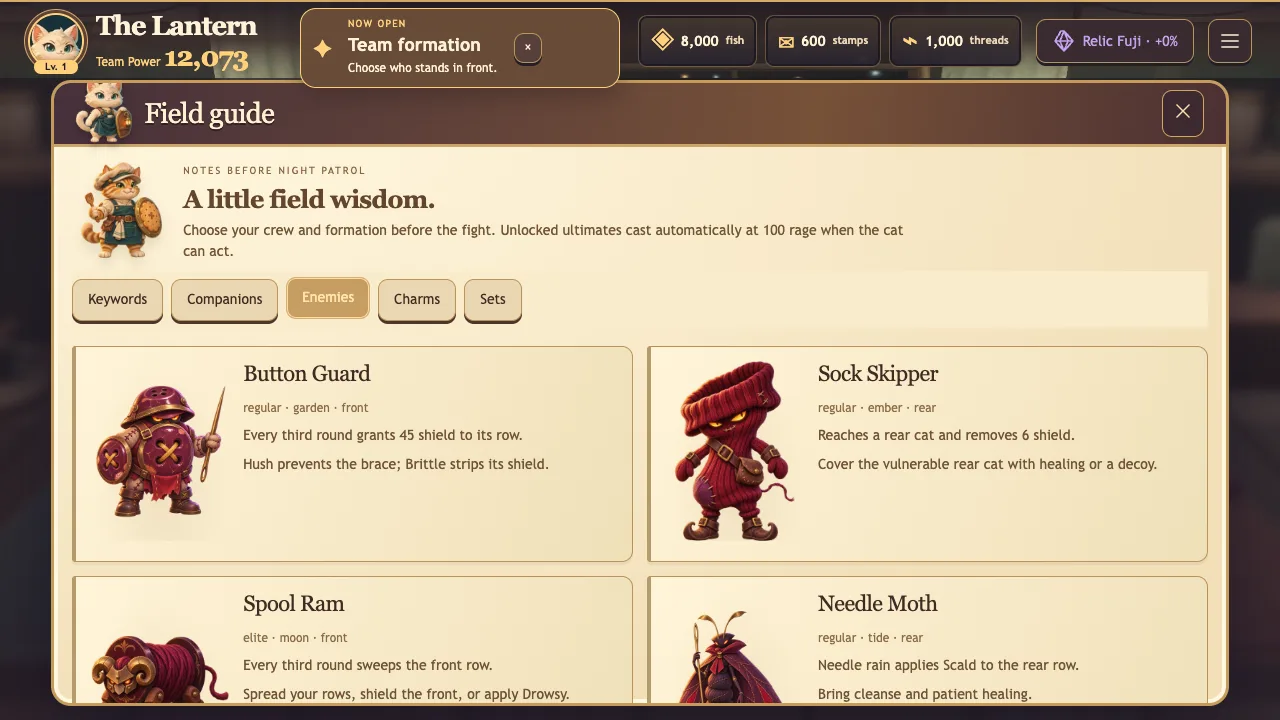 The Lantern
Team Power 12,073
Lv. 1
NOW OPEN
Team formation
Choose who stands in front.
×
8,000 fish
600 stamps
1,000 threads
Relic Fuji · +0%
Field guide
NOTES BEFORE NIGHT PATROL
A little field wisdom.
Choose your crew and formation before the fight. Unlocked ultimates cast automatically at 100 rage when the cat
can act.
Keywords
Companions
Enemies
Charms
Sets
Button Guard
regular · garden · front
Every third round grants 45 shield to its row.
Hush prevents the brace; Brittle strips its shield.
Sock Skipper
regular · ember · rear
Reaches a rear cat and removes 6 shield.
Cover the vulnerable rear cat with healing or a decoy.
Spool Ram
elite · moon · front
Every third round sweeps the front row.
Spread your rows, shield the front, or apply Drowsy.
Needle Moth
regular · tide · rear
Needle rain applies Scald to the rear row.
Bring cleanse and patient healing.